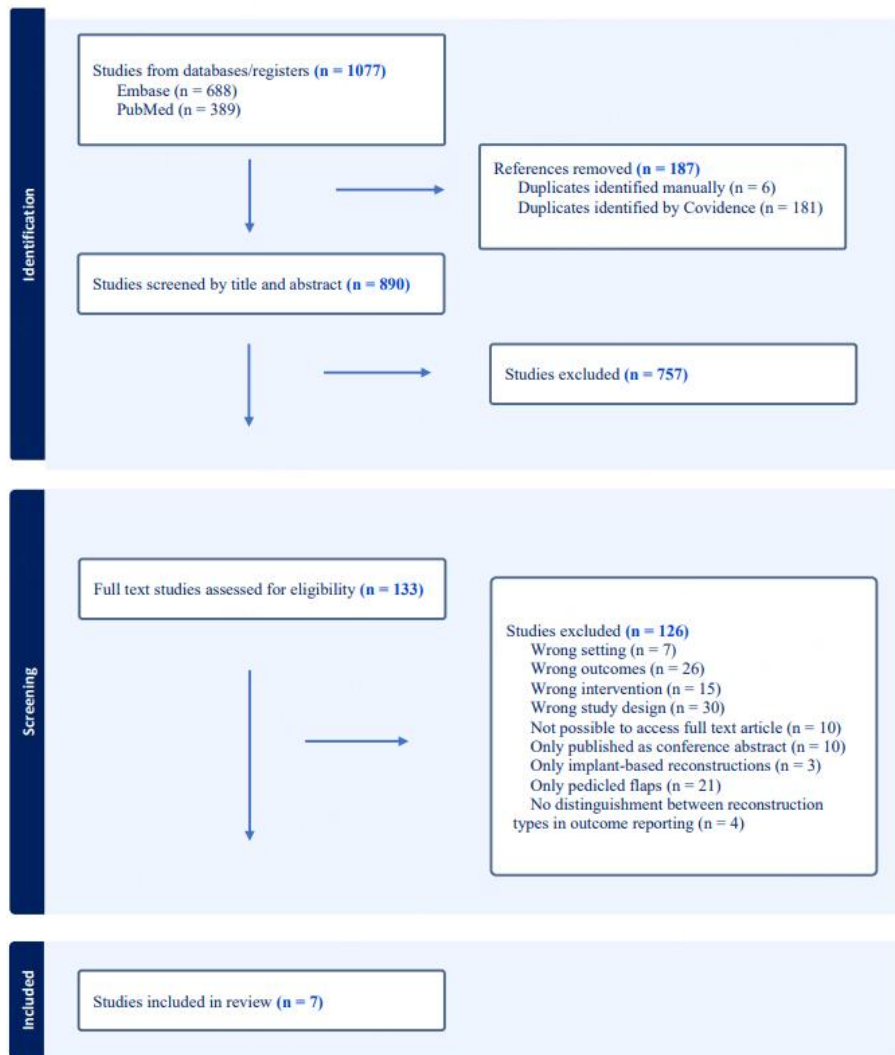 Identification
Studies from databases/registers (n = 1077)
Embase (n = 688)
PubMed (n = 389)
References removed (n = 187)
Duplicates identified manually (n = 6)
Duplicates identified by Covidence (n = 181)
Studies screened by title and abstract (n = 890)
Studies excluded (n = 757)
Screening
Full text studies assessed for eligibility (n = 133)
Studies excluded (n = 126)
Wrong setting (n = 7)
Wrong outcomes (n = 26)
Wrong intervention (n = 15)
Wrong study design (n = 30)
Not possible to access full text article (n = 10)
Only published as conference abstract (n = 10)
Only implant-based reconstructions (n = 3)
Only pedicled flaps (n = 21)
No distinguishment between reconstruction
types in outcome reporting (n = 4)
Included
Studies included in review (n = 7)